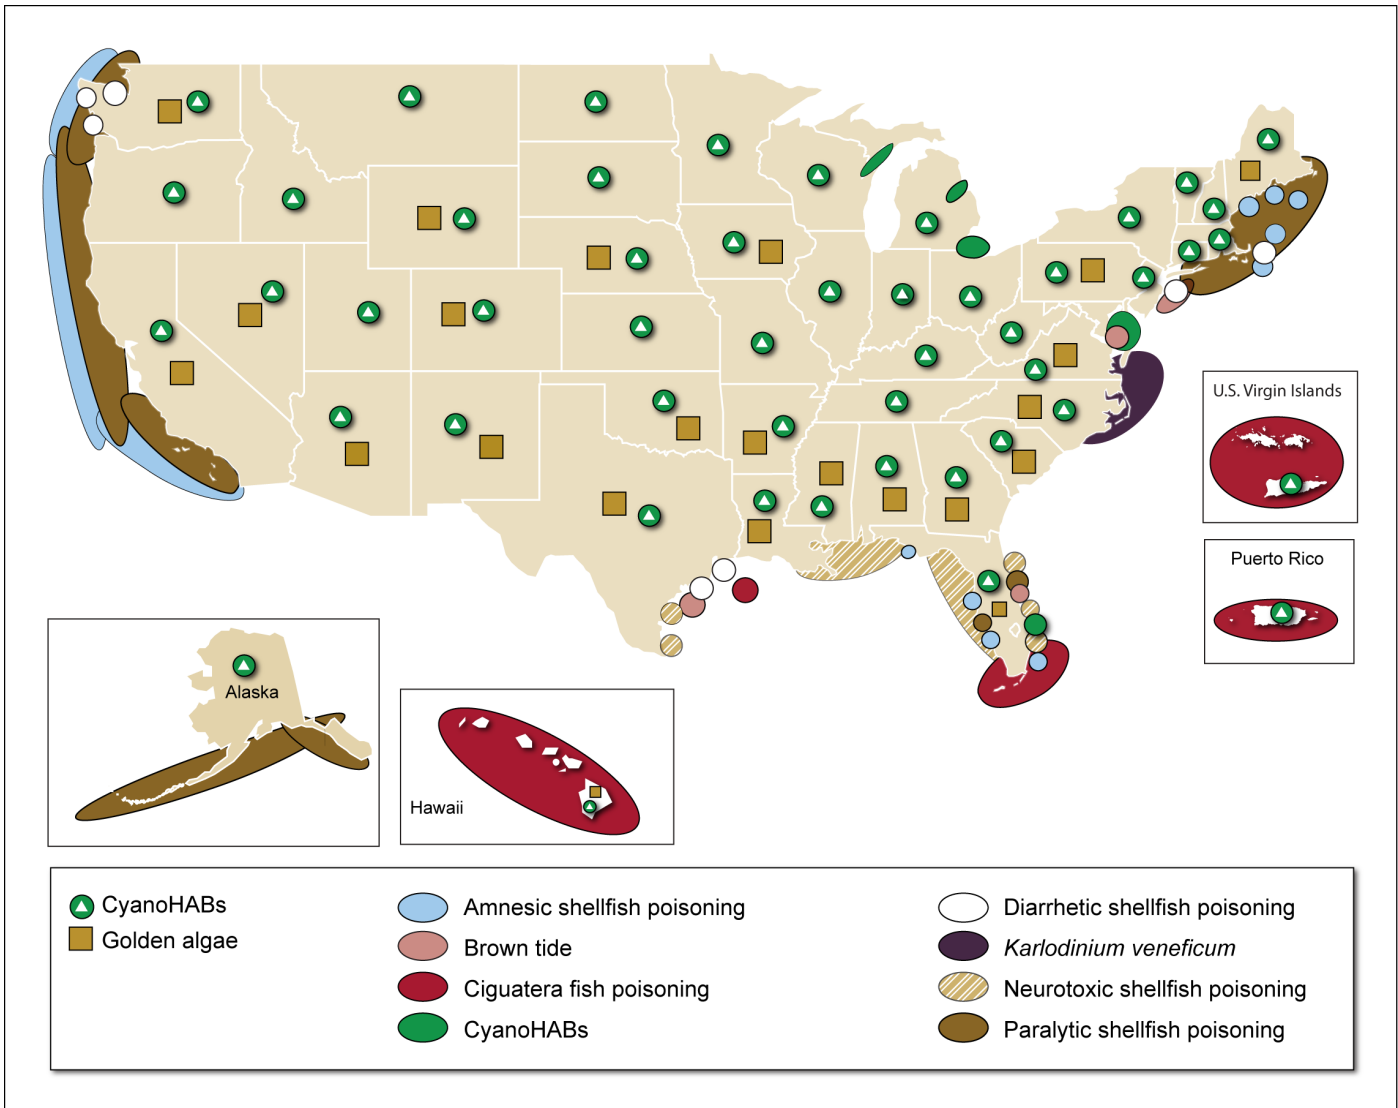 U.S. Virgin Islands
Puerto Rico
Alaska
Hawaii
CyanoHABs
Golden algae
Amnesic shellfish poisoning
Brown tide
Ciguatera fish poisoning
CyanoHABs
Diarrhetic shellfish poisoning
Karlodinium veneficum
Neurotoxic shellfish poisoning
Paralytic shellfish poisoning